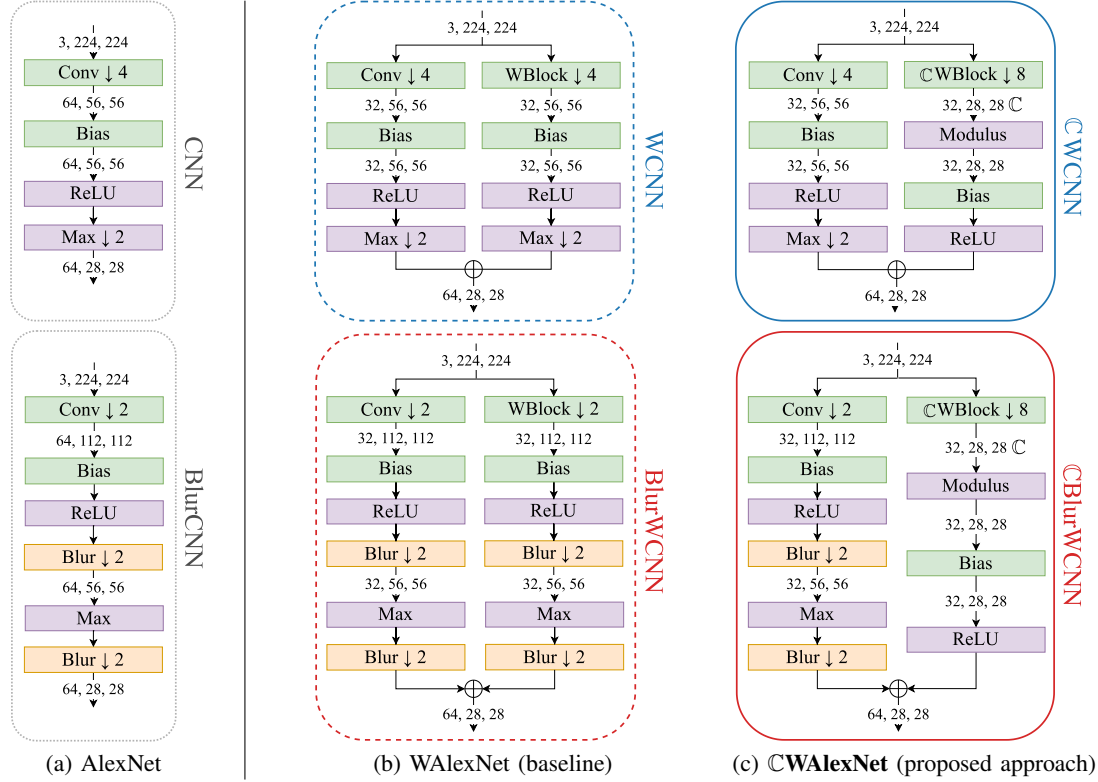 3, 224, 224
Conv ↓ 4
64, 56, 56
Bias
64, 56, 56
ReLU
Max ↓ 2
64, 28, 28
CNN
3, 224, 224
Conv ↓ 2
64, 112, 112
Bias
ReLU
Blur ↓ 2
64, 56, 56
Max
Blur ↓ 2
64, 28, 28
BlurCNN
(a) AlexNet
3, 224, 224
Conv ↓ 4
32, 56, 56
Bias
32, 56, 56
ReLU
Max ↓ 2
WBlock ↓ 4
32, 56, 56
Bias
32, 56, 56
ReLU
Max ↓ 2
64, 28, 28
WCNN
3, 224, 224
Conv ↓ 2
32, 112, 112
Bias
ReLU
Blur ↓ 2
32, 56, 56
Max
Blur ↓ 2
WBlock ↓ 2
32, 112, 112
Bias
ReLU
Blur ↓ 2
32, 56, 56
Max
Blur ↓ 2
64, 28, 28
BlurWCNN
(b) WAlexNet (baseline)
3, 224, 224
Conv ↓ 4
32, 56, 56
Bias
32, 56, 56
ReLU
Max ↓ 2
ℂWBlock ↓ 8
32, 28, 28 ℂ
Modulus
32, 28, 28
Bias
ReLU
64, 28, 28
ℂWCNN
3, 224, 224
Conv ↓ 2
32, 112, 112
Bias
ReLU
Blur ↓ 2
32, 56, 56
Max
Blur ↓ 2
ℂWBlock ↓ 8
32, 28, 28 ℂ
Modulus
32, 28, 28
Bias
32, 28, 28
ReLU
64, 28, 28
ℂBlurWCNN
(c) ℂWAlexNet (proposed approach)